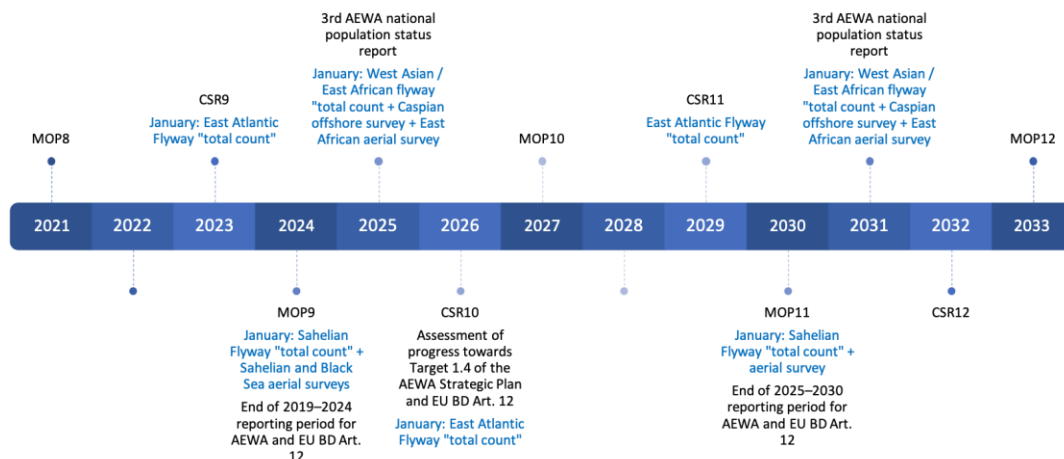 3rd AEWA national
population status
report
January: West Asian /
East African flyway
"total count + Caspian
offshore survey + East
African aerial survey
3rd AEWA national
population status
report
January: West Asian /
East African flyway
"total count + Caspian
offshore survey + East
African aerial survey
CSR9
January: East Atlantic
Flyway "total count"
CSR11
East Atlantic Flyway
"total count"
MOP8
MOP10
MOP12
2021
2022
2023
2024
2025
2026
2027
2028
2029
2030
2031
2032
2033
MOP9
January: Sahelian
Flyway "total count" +
Sahelian and Black
Sea aerial surveys
End of 2019–2024
reporting period for
AEWA and EU BD Art.
12
CSR10
Assessment of
progress towards
Target 1.4 of the
AEWA Strategic Plan
and EU BD Art. 12
January: East Atlantic
Flyway "total count"
MOP11
January: Sahelian
Flyway "total count" +
aerial survey
End of 2025–2030
reporting period for
AEWA and EU BD Art.
12
CSR12